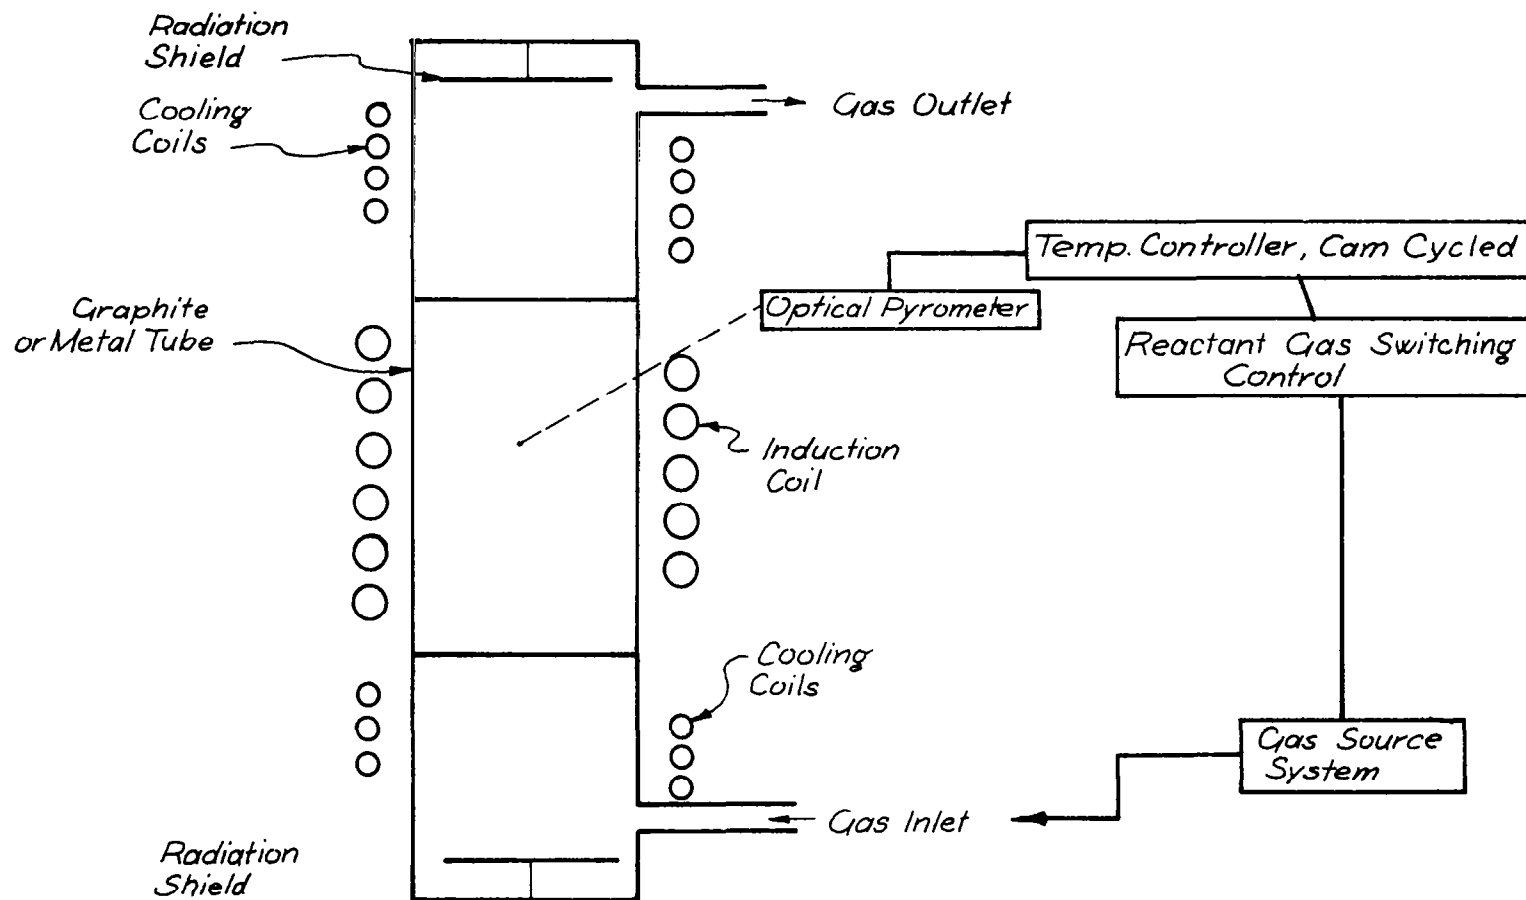 Radiation
Shield
Cooling
Coils
Gas Outlet
Temp. Controller, Cam Cycled
Optical Pyrometer
Graphite
or Metal Tube
Reactant Gas Switching
Control
Induction
Coil
Cooling
Coils
Gas Source
System
Gas Inlet
Radiation
Shield